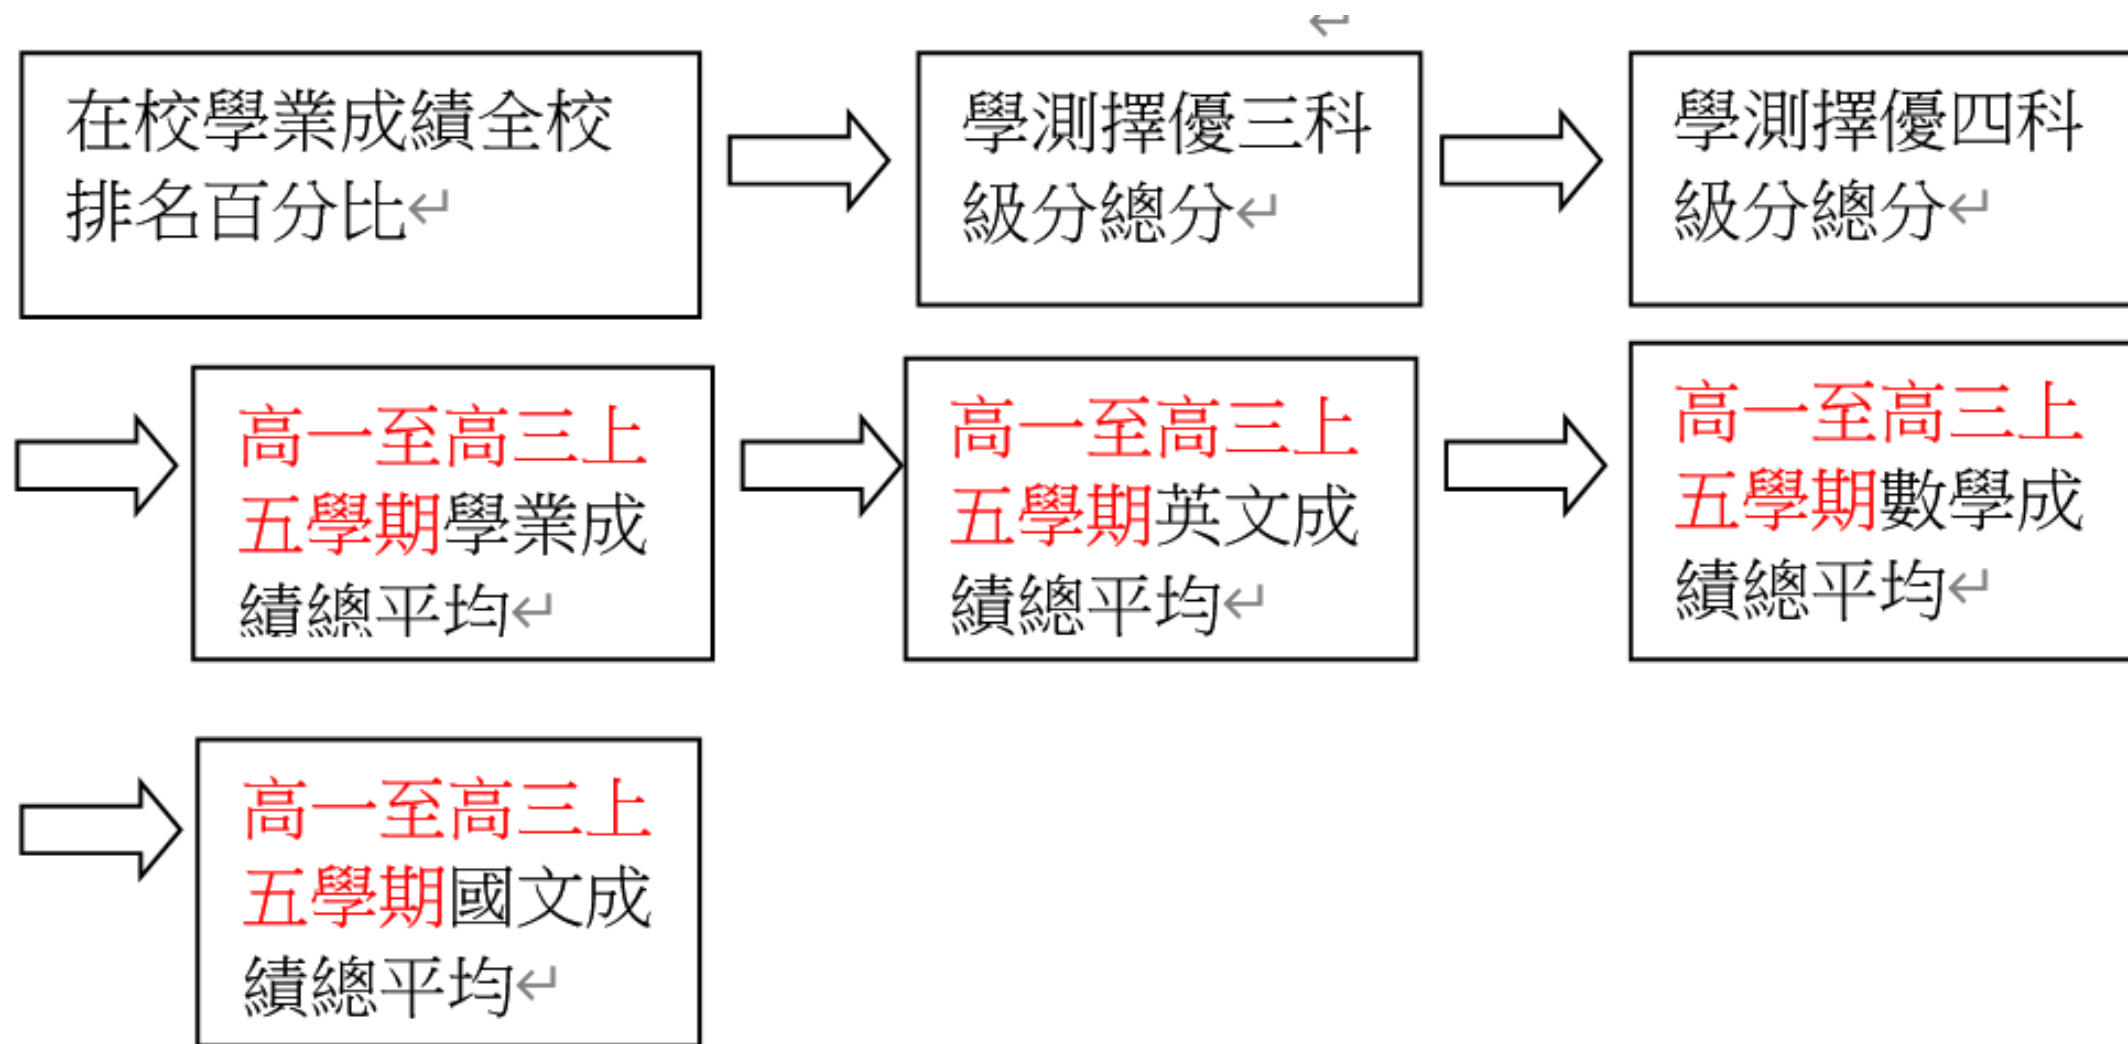 在校學業成績全校
排名百分比
學測擇優三科
級分總分
學測擇優四科
級分總分
高一至高三上
五學期學業成
績總平均
高一至高三上
五學期英文成
績總平均
高一至高三上
五學期數學成
績總平均
高一至高三上
五學期國文成
績總平均